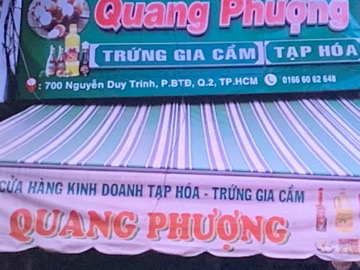 Quang Phượng
TRỨNG GIA CẦM TẠP HÓA
: 700 Nguyễn Duy Trinh, P.BTĐ, Q.2, TP.HCM 0166 60 62 648
CỬA HÀNG KINH DOANH TẠP HÓA - TRỨNG GIA CẦM
QUANG PHƯỢNG